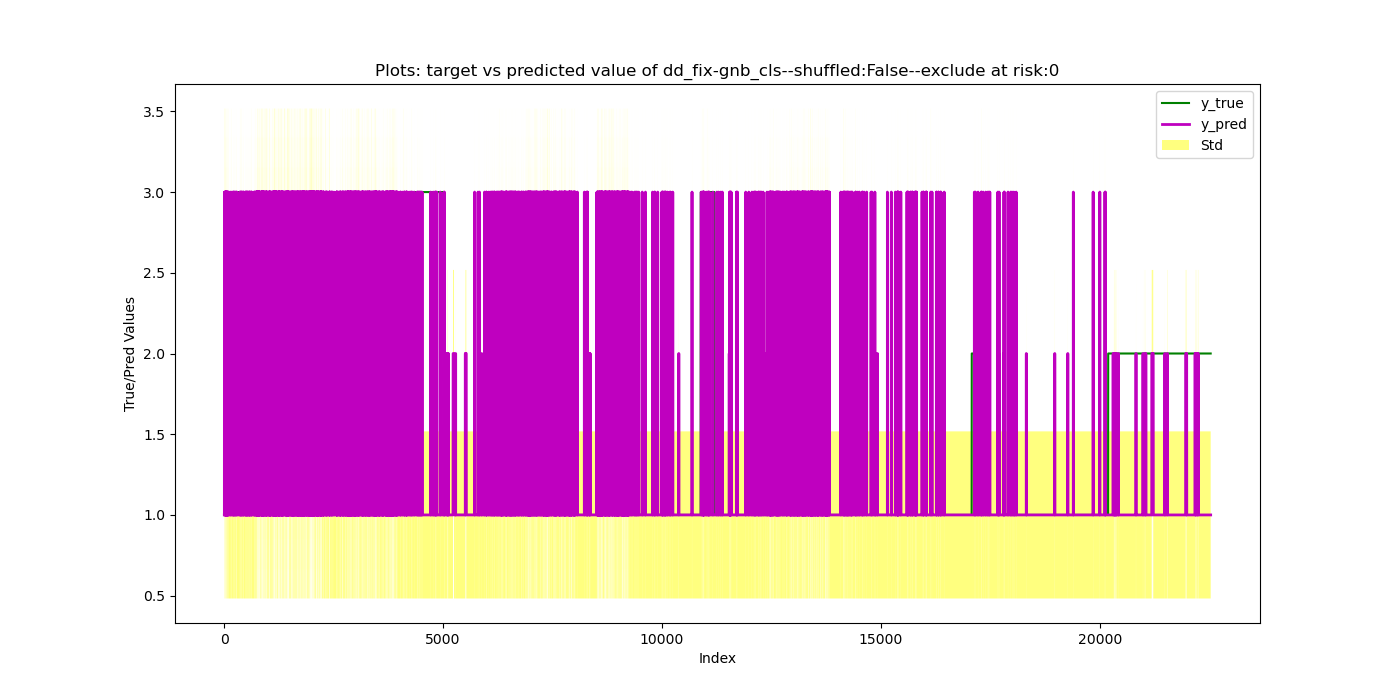 Plots: target vs predicted value of dd_fix-gnb_cls--shuffled:False--exclude at risk:0
y_true
y_pred
Std
True/Pred Values
3.5
3.0
2.5
2.0
1.5
1.0
0.5
0
5000
10000
15000
20000
Index